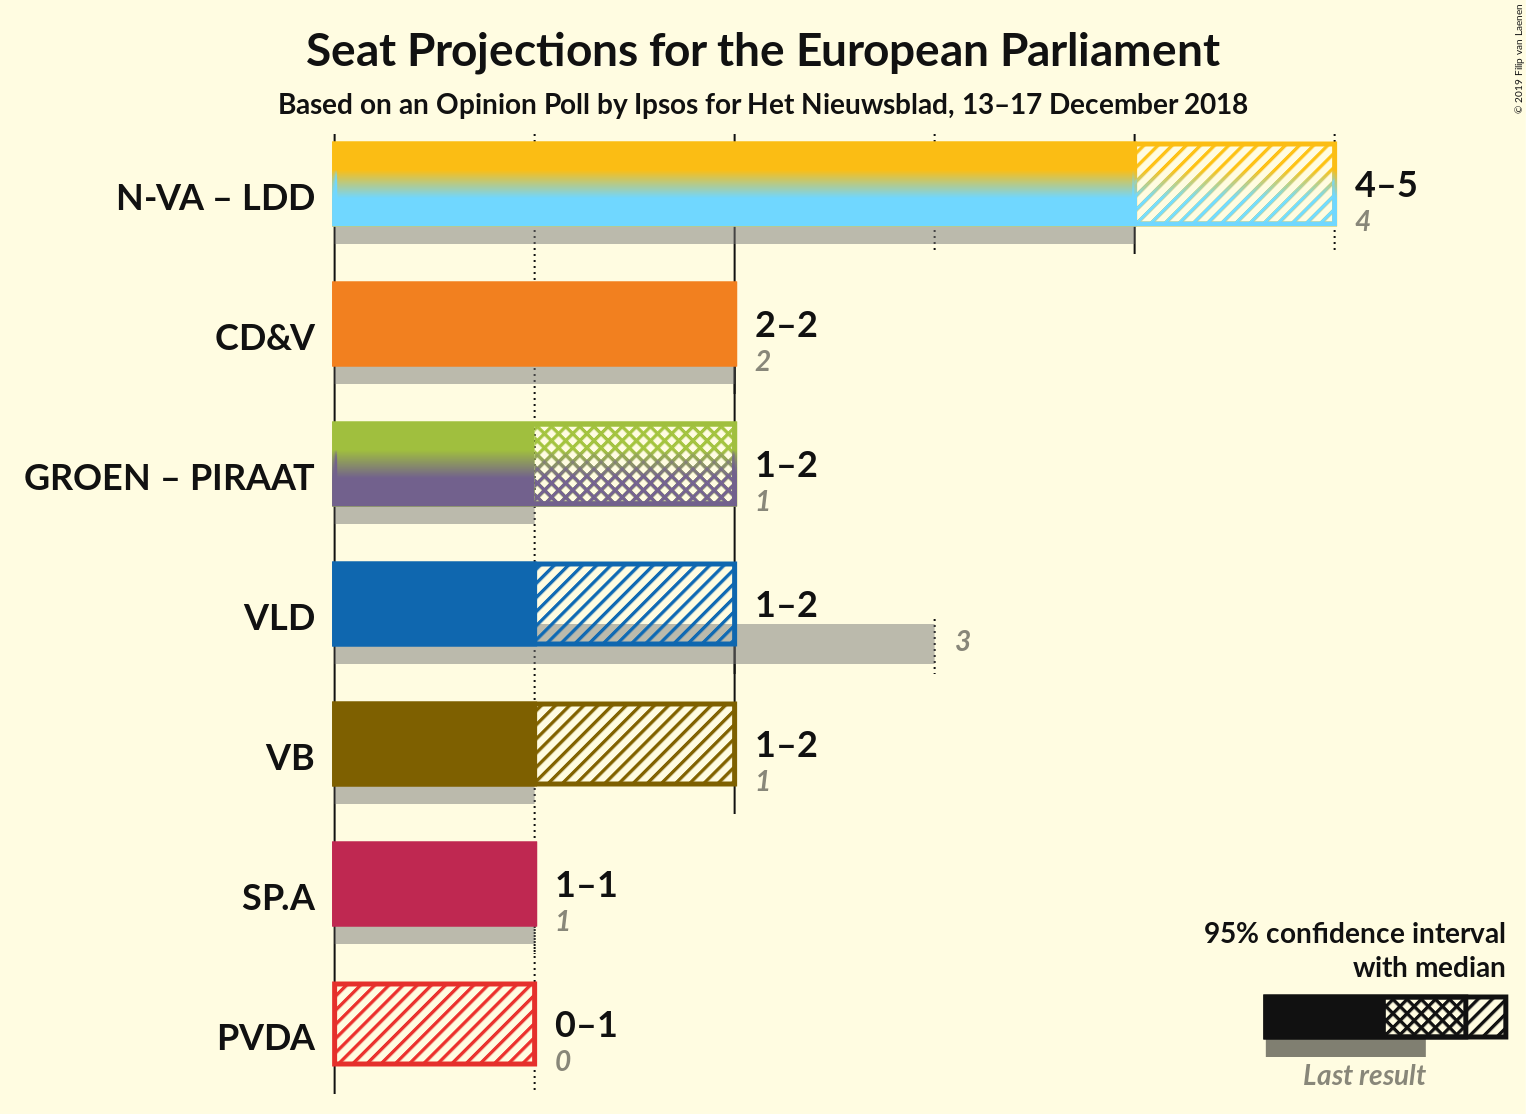 Seat Projections for the European Parliament
Based on an Opinion Poll by Ipsos for Het Nieuwsblad, 13–17 December 2018
© 2019 Filip van Laenen
N-VA – LDD
4–5
4
CD&V
2–2
2
GROEN – PIRAAT
1–2
1
VLD
1–2
3
VB
1–2
1
SP.A
1–1
1
PVDA
0–1
0
95% confidence interval
with median
Last result